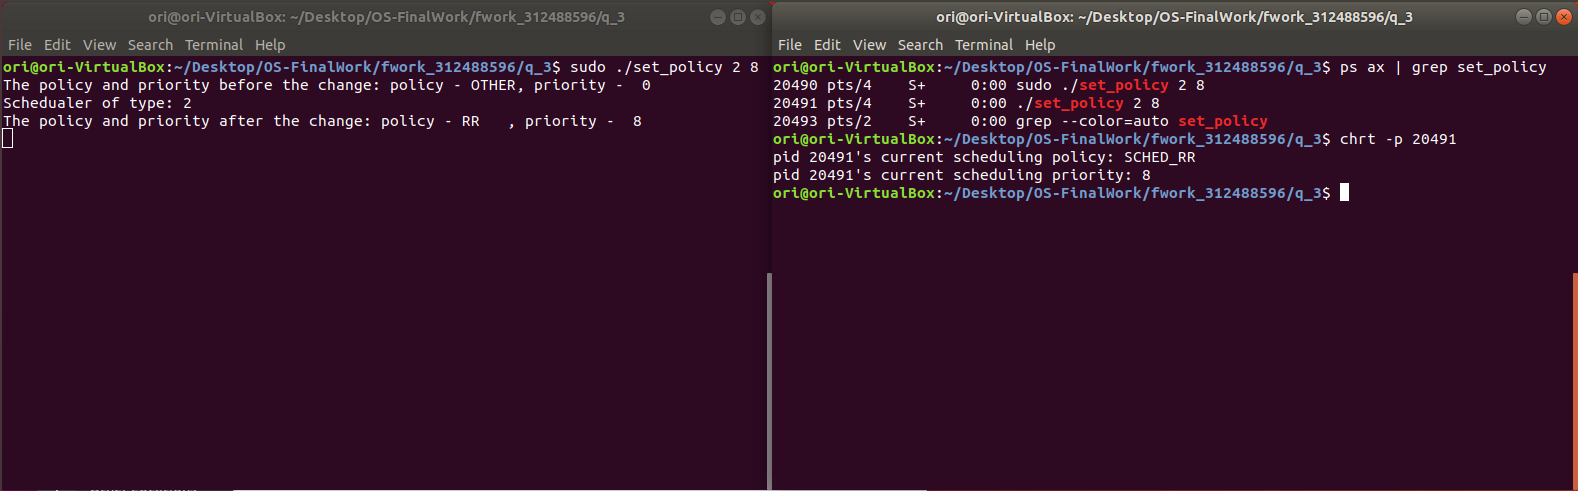 ori@ori-VirtualBox: ~/Desktop/OS-FinalWork/fwork_312488596/q_3
File Edit View Search Terminal Help
ori@ori-VirtualBox:~/Desktop/OS-FinalWork/fwork_312488596/q_3$ sudo ./set_policy 2 8
The policy and priority before the change: policy - OTHER, priority -  0
Schedualer of type: 2
The policy and priority after the change: policy - RR   , priority -  8
ori@ori-VirtualBox: ~/Desktop/OS-FinalWork/fwork_312488596/q_3
File Edit View Search Terminal Help
ori@ori-VirtualBox:~/Desktop/OS-FinalWork/fwork_312488596/q_3$ ps ax | grep set_policy
20490 pts/4    S+     0:00 sudo ./set_policy 2 8
20491 pts/4    S+     0:00 ./set_policy 2 8
20493 pts/2    S+     0:00 grep --color=auto set_policy
ori@ori-VirtualBox:~/Desktop/OS-FinalWork/fwork_312488596/q_3$ chrt -p 20491
pid 20491's current scheduling policy: SCHED_RR
pid 20491's current scheduling priority: 8
ori@ori-VirtualBox:~/Desktop/OS-FinalWork/fwork_312488596/q_3$